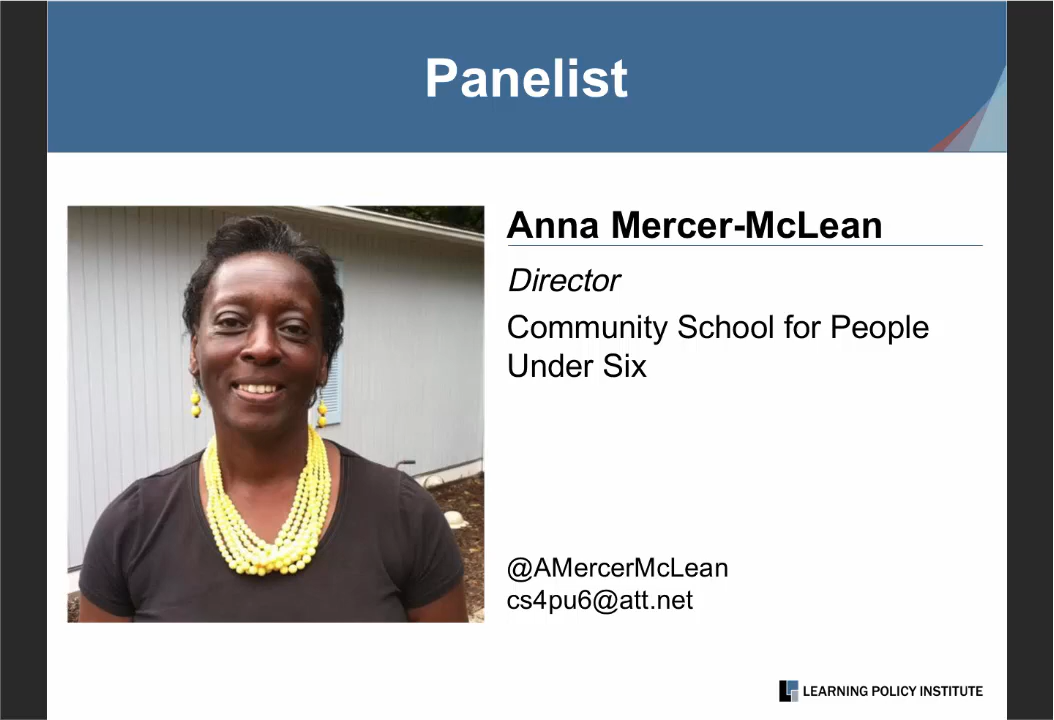 Panelist
Anna Mercer-McLean
Director
Community School for People
Under Six
@AMercerMcLean
cs4pu6@att.net
LEARNING POLICY INSTITUTE